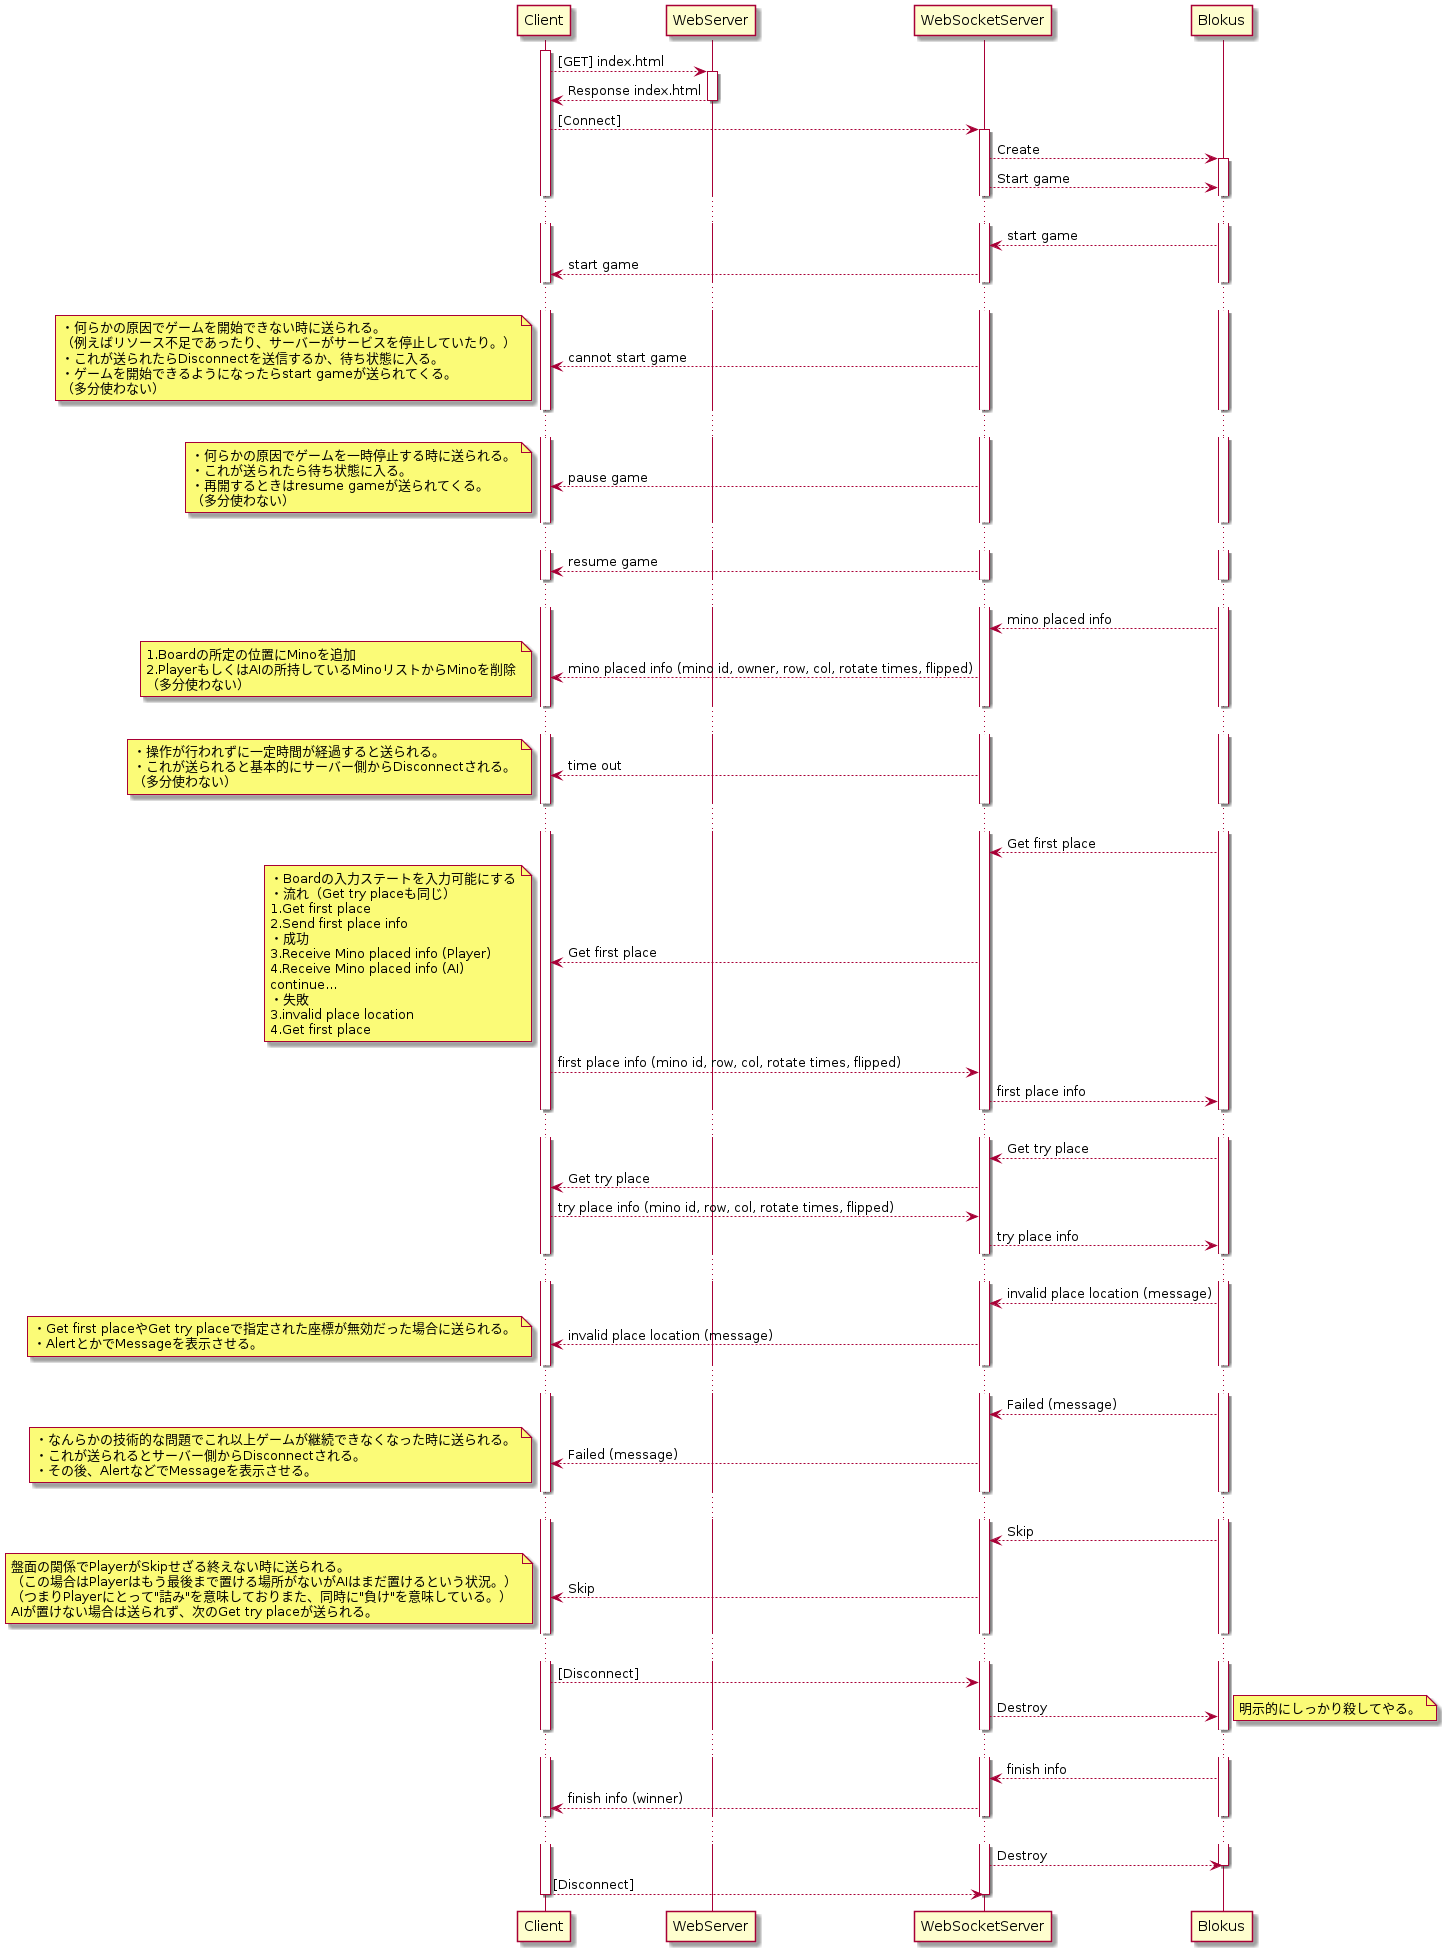 Client
WebServer
WebSocketServer
Blokus
[GET] index.html
Response index.html
[Connect]
Create
Start game
start game
start game
・何らかの原因でゲームを開始できない時に送られる。
（例えばリソース不足であったり、サーバーがサービスを停止していたり。）
・これが送られたらDisconnectを送信するか、待ち状態に入る。
・ゲームを開始できるようになったらstart gameが送られてくる。
（多分使わない）
cannot start game
・何らかの原因でゲームを一時停止する時に送られる。
・これが送られたら待ち状態に入る。
・再開するときはresume gameが送られてくる。
（多分使わない）
pause game
resume game
mino placed info
1.Boardの所定の位置にMinoを追加
2.PlayerもしくはAIの所持しているMinoリストからMinoを削除
（多分使わない）
mino placed info (mino id, owner, row, col, rotate times, flipped)
・操作が行われずに一定時間が経過すると送られる。
・これが送られると基本的にサーバー側からDisconnectされる。
（多分使わない）
time out
Get first place
・Boardの入力ステートを入力可能にする
・流れ（Get try placeも同じ）
1.Get first place
2.Send first place info
・成功
3.Receive Mino placed info (Player)
4.Receive Mino placed info (AI)
continue...
・失敗
3.invalid place location
4.Get first place
Get first place
first place info (mino id, row, col, rotate times, flipped)
first place info
Get try place
Get try place
try place info (mino id, row, col, rotate times, flipped)
try place info
invalid place location (message)
・Get first placeやGet try placeで指定された座標が無効だった場合に送られる。
・AlertとかでMessageを表示させる。
invalid place location (message)
Failed (message)
・なんらかの技術的な問題でこれ以上ゲームが継続できなくなった時に送られる。
・これが送られるとサーバー側からDisconnectされる。
・その後、AlertなどでMessageを表示させる。
Failed (message)
Skip
盤面の関係でPlayerがSkipせざる終えない時に送られる。
（この場合はPlayerはもう最後まで置ける場所がないがAIはまだ置けるという状況。）
（つまりPlayerにとって"詰み"を意味しておりまた、同時に"負け"を意味している。）
AIが置けない場合は送られず、次のGet try placeが送られる。
Skip
[Disconnect]
Destroy
明示的にしっかり殺してやる。
finish info
finish info (winner)
Destroy
[Disconnect]
Client
WebServer
WebSocketServer
Blokus